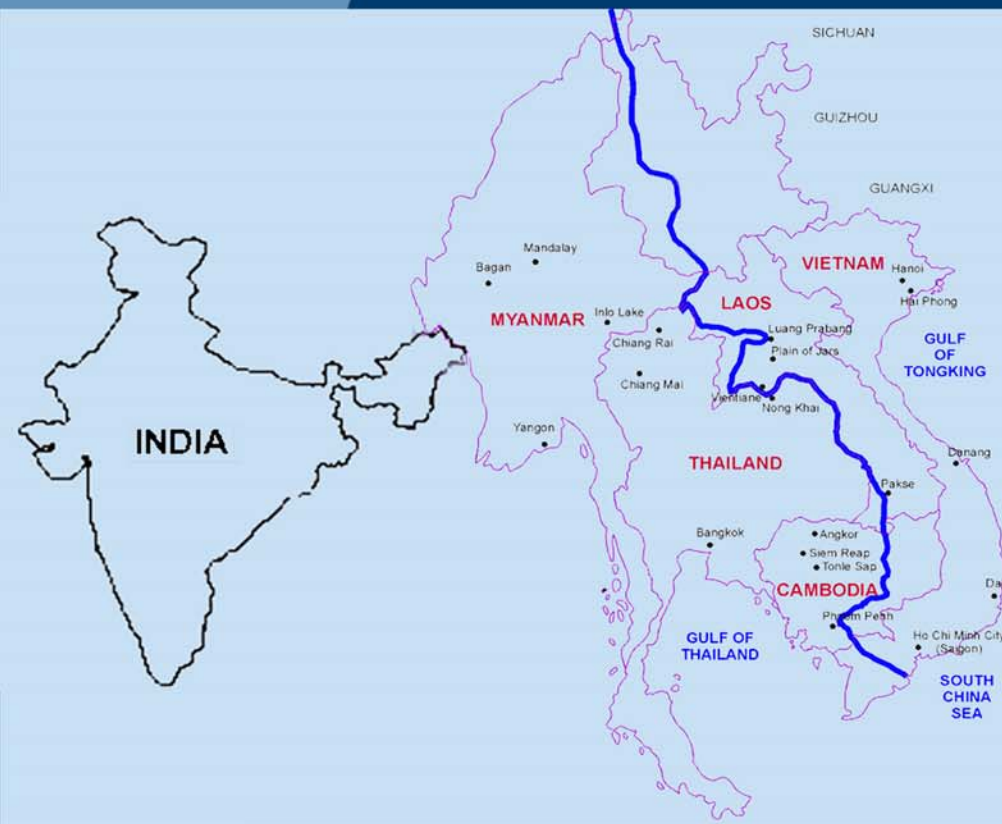 SICHUAN
GUIZHOU
GUANGXI
VIETNAM
Hanoi
Hai Phong
Mandalay
Bagan
LAOS
MYANMAR
Inlo Lake
Chiang Rai
Luang Prabang
Plain of Jars
GULF
OF
TONGKING
Chiang Mai
Vientiane
Nong Khai
INDIA
Yangon
THAILAND
Danang
Pakse
Bangkok
Angkor
Siem Reap
Tonle Sap
CAMBODIA
Da
Phnom Penh
GULF OF
THAILAND
Ho Chi Minh City
(Saigon)
SOUTH
CHINA
SEA